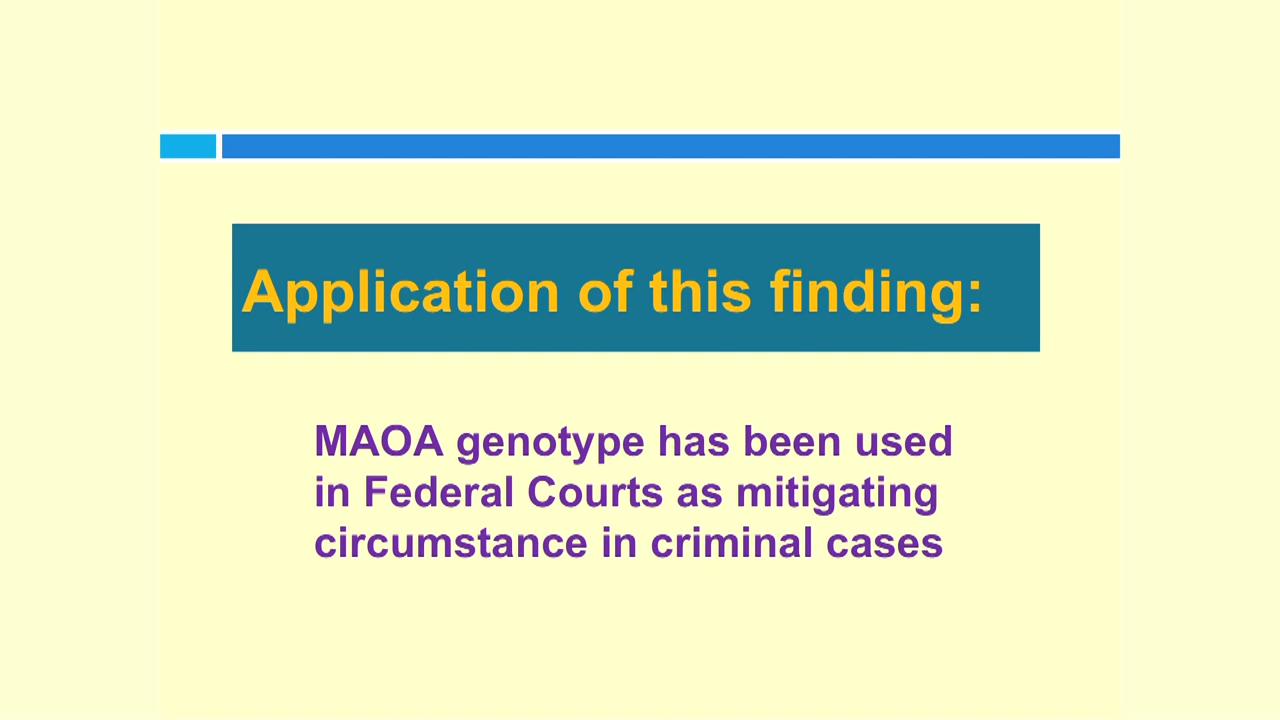 Application of this finding:
MAOA genotype has been used
in Federal Courts as mitigating
circumstance in criminal cases